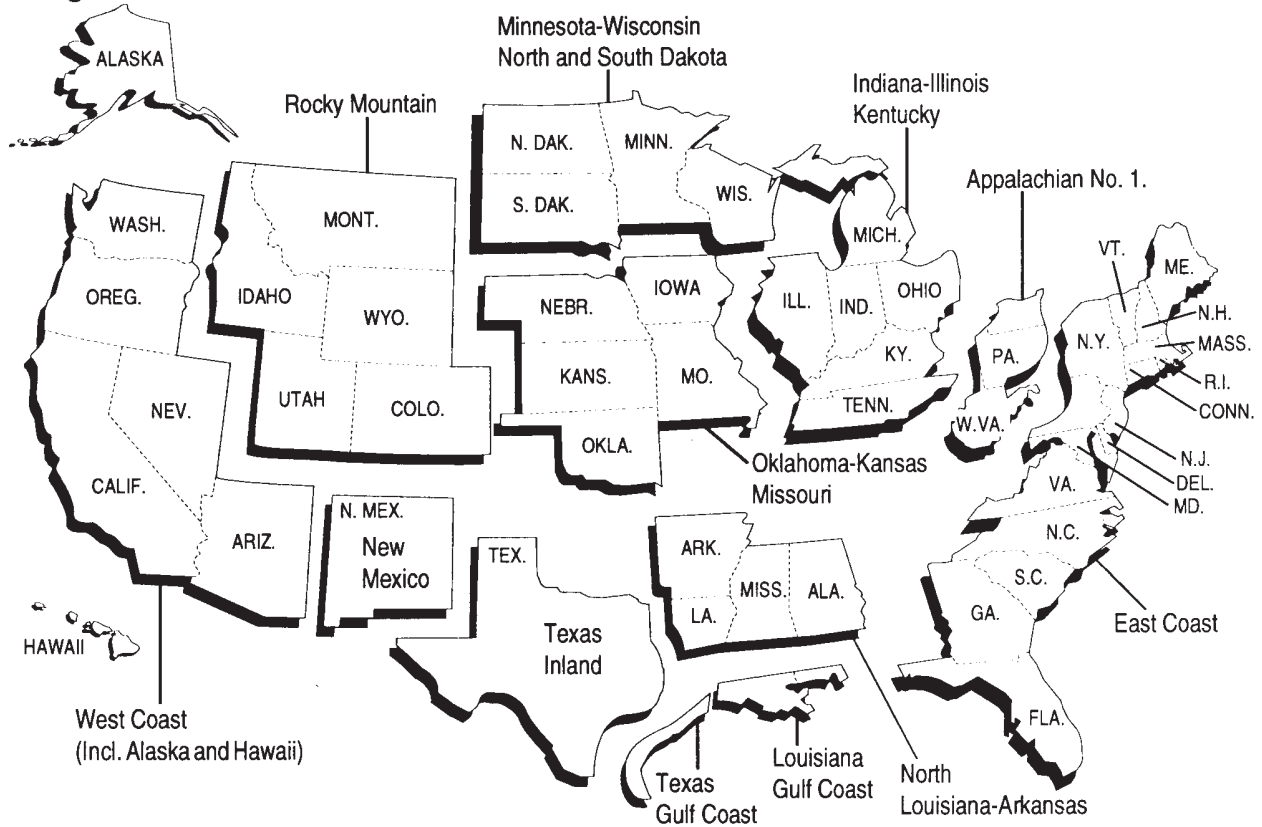 Minnesota-Wisconsin
North and South Dakota
ALASKA
Rocky Mountain
Indiana-Illinois
Kentucky
Appalachian No. 1.
N. DAK.
MINN.
S. DAK.
WIS.
WASH.
MONT.
MICH.
VT.
ME.
OREG.
IDAHO
WYO.
NEBR.
IOWA
ILL.
IND.
OHIO
N.H.
N.Y.
MASS.
PA.
KY.
R.I.
CONN.
NEV.
UTAH
COLO.
KANS.
MO.
TENN.
W.VA.
OKLA.
N.J.
DEL.
MD.
Oklahoma-Kansas
Missouri
CALIF.
VA.
ARIZ.
N. MEX.
New
Mexico
TEX.
ARK.
N.C.
MISS.
ALA.
S.C.
LA.
GA.
East Coast
HAWAII
Texas
Inland
West Coast
(Incl. Alaska and Hawaii)
FLA.
Texas
Gulf Coast
Louisiana
Gulf Coast
North
Louisiana-Arkansas